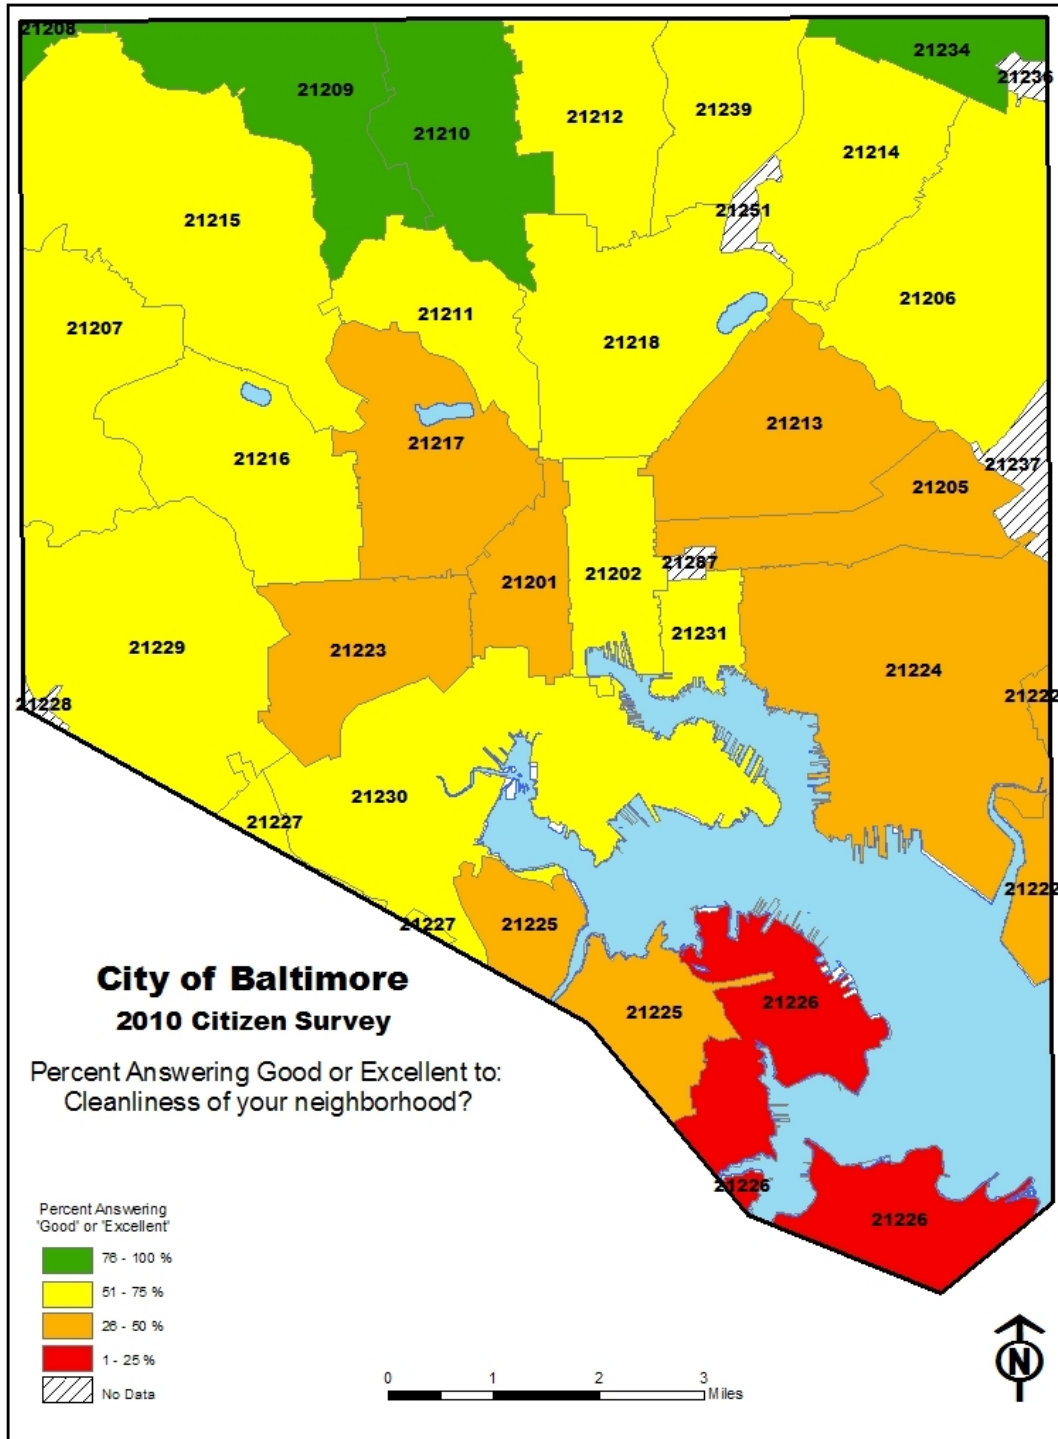 21208
21234
21236
21209
21239
21212
21210
21214
21251
21215
21206
21207
21211
21218
21213
21217
21216
21237
21205
21287
21201
21202
21231
21229
21223
21224
21222
21228
21230
21227
21222
21227
21225
City of Baltimore
2010 Citizen Survey
21226
21225
Percent Answering Good or Excellent to:
Cleanliness of your neighborhood?
21226
21226
Percent Answering
'Good' or 'Excellent'
76 - 100 %
51 - 75 %
26 - 50 %
1 - 25 %
No Data
0 1 2 3
Miles
N